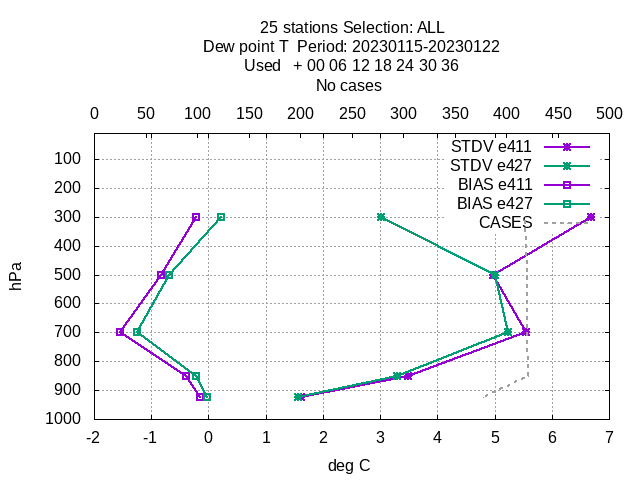 25 stations Selection: ALL
Dew point T  Period: 20230115-20230122
Used   + 00 06 12 18 24 30 36
No cases
0 50 100 150 200 250 300 350 400 450 500
STDV e411
STDV e427
BIAS e411
BIAS e427
CASES
hPa
100
200
300
400
500
600
700
800
900
1000
-2 -1 0 1 2 3 4 5 6 7
deg C